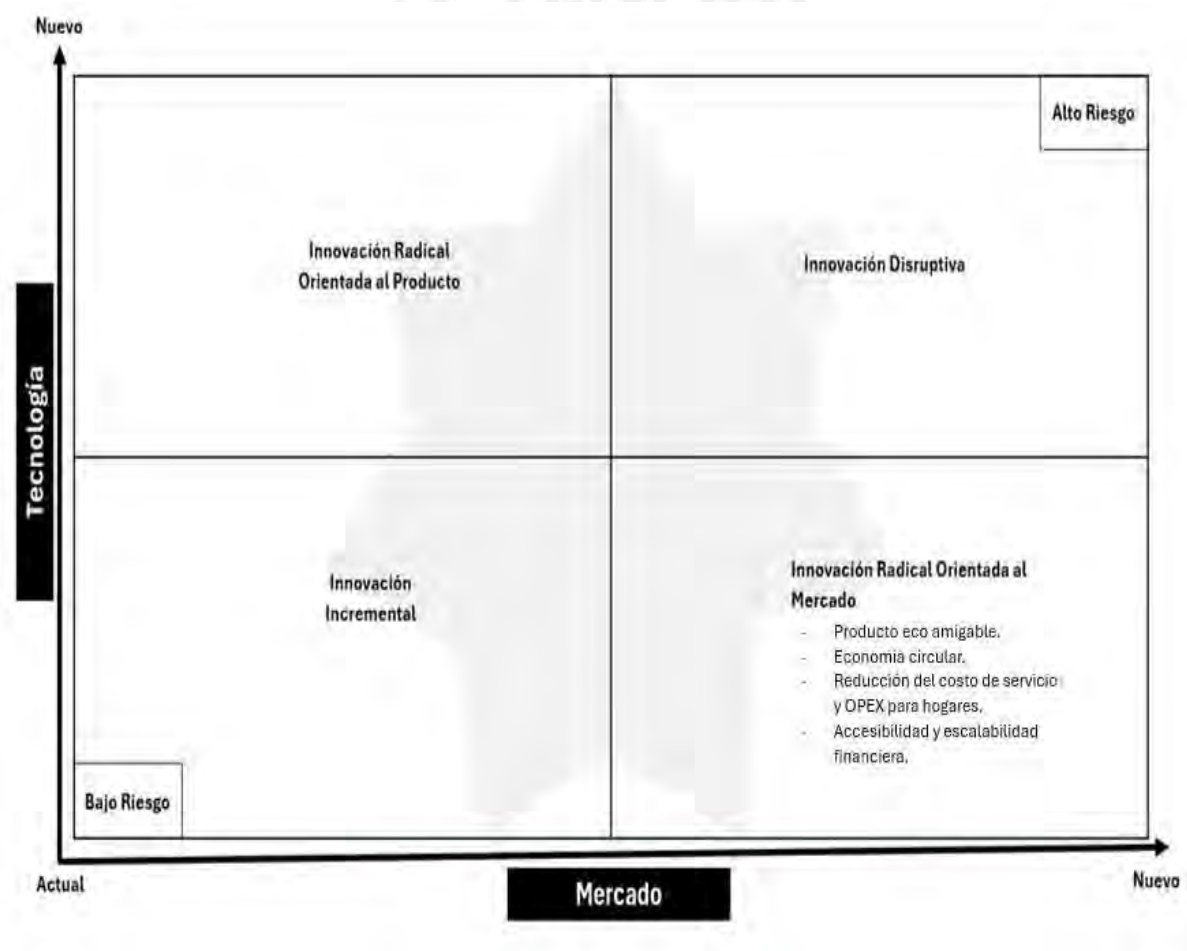 Nuevo
Alto Riesgo
Innovación Radical
Orientada al Producto
Innovación Disruptiva
Tecnología
Innovación
Incremental
Innovación Radical Orientada al
Mercado
- Producto eco amigable.
- Economia circular.
- Reducción del costo de servicio
y OPEX para hogares.
- Accesibilidad y escalabilidad
financiera.
Bajo Riesgo
Actual
Mercado
Nuevo